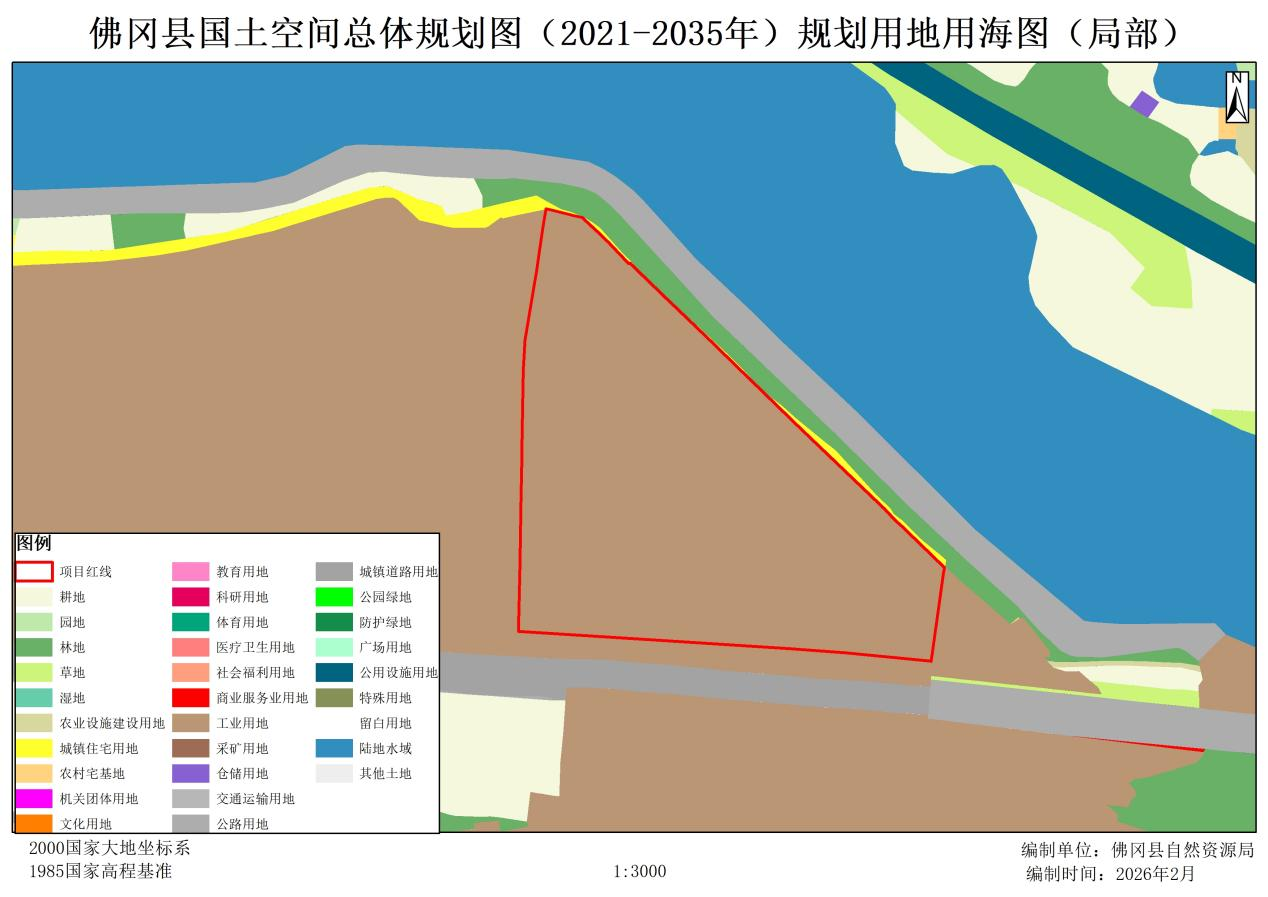 佛冈县国土空间总体规划图（2021-2035年）规划用地用海图（局部）
N
图例
项目红线
耕地
园地
林地
草地
湿地
农业设施建设用地
城镇住宅用地
农村宅基地
机关团体用地
文化用地
教育用地
科研用地
体育用地
医疗卫生用地
社会福利用地
商业服务业用地
工业用地
采矿用地
仓储用地
交通运输用地
公路用地
城镇道路用地
公园绿地
防护绿地
广场用地
公用设施用地
特殊用地
留白用地
陆地水域
其他土地
2000国家大地坐标系
1985国家高程基准
1:3000
编制单位：佛冈县自然资源局
编制时间：2026年2月